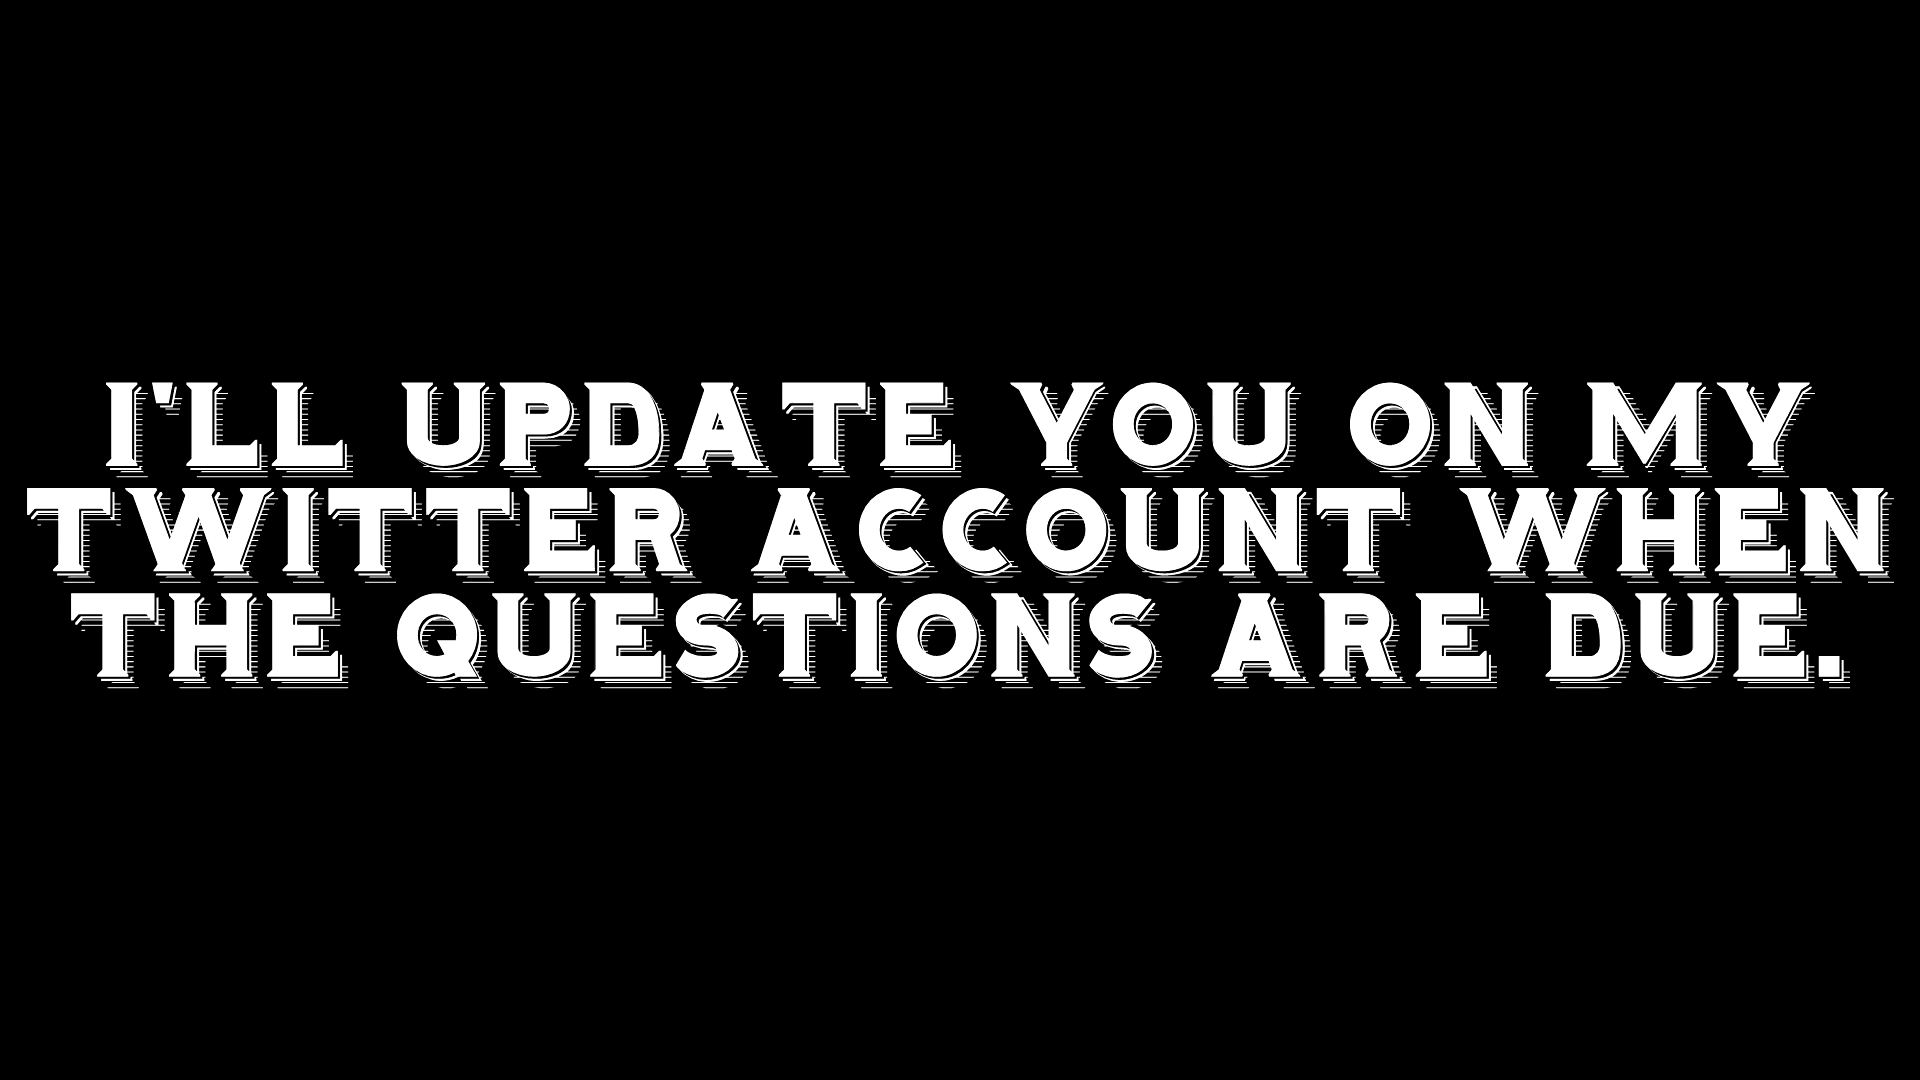 I'LL UPDATE YOU ON MY
TWITTER ACCOUNT WHEN
THE QUESTIONS ARE DUE.